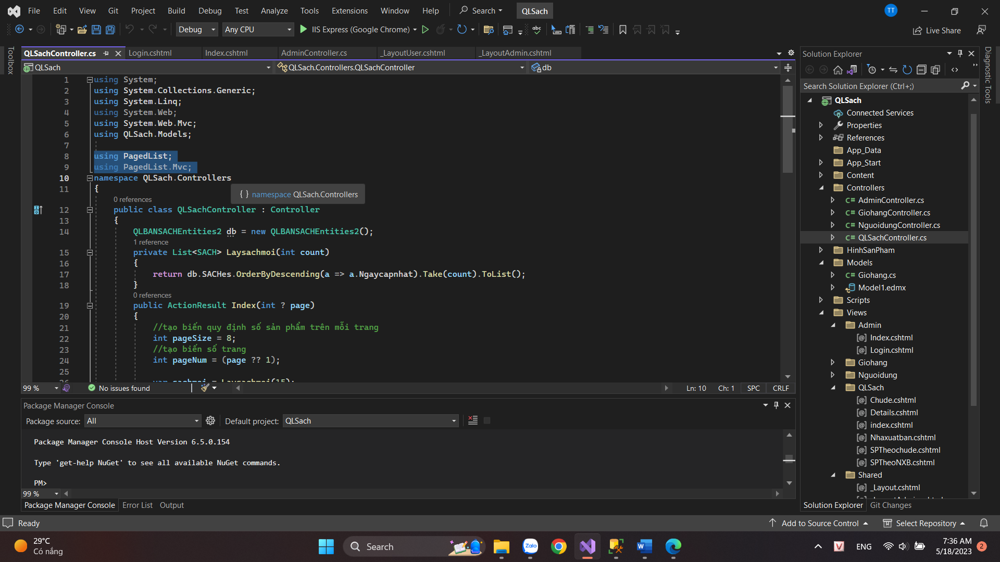 File Edit View Git Project Build Debug Test Analyze Tools Extensions Window Help Search QLSach TT
Debug Any CPU IIS Express (Google Chrome) Live Share
Toolbox
QLSachController.cs Login.cshtml Index.cshtml AdminController.cs _LayoutUser.cshtml _LayoutAdmin.cshtml
QLSach QLSach.Controllers.QLSachController db
1 using System;
2 using System.Collections.Generic;
3 using System.Linq;
4 using System.Web;
5 using System.Web.Mvc;
6 using QLSach.Models;
7
8 using PagedList;
9 using PagedList.Mvc;
10 namespace QLSach.Controllers
11 {
{ } namespace QLSach.Controllers
0 references
12 public class QLSachController : Controller
13 {
14 QLBANSACHEntities2 db = new QLBANSACHEntities2();
1 reference
15 private List<SACH> Laysachmoi(int count)
16 {
17 return db.SACHes.OrderByDescending(a => a.Ngaycapnhat).Take(count).ToList();
18 }
0 references
19 public ActionResult Index(int ? page)
20 {
21 //tạo biến quy định số sản phẩm trên mỗi trang
22 int pageSize = 8;
23 //tạo biến số trang
24 int pageNum = (page ?? 1);
25
26 var sachmoi = Laysachmoi(15);
99 % No issues found Ln: 10 Ch: 1 SPC CRLF
Package Manager Console
Package source: All Default project: QLSach
Package Manager Console Host Version 6.5.0.154
Type 'get-help NuGet' to see all available NuGet commands.
PM>
99 %
Package Manager Console Error List Output
Solution Explorer
Search Solution Explorer (Ctrl+;)
QLSach
Connected Services
Properties
References
App_Data
App_Start
Content
Controllers
C# AdminController.cs
C# GiohangController.cs
C# NguoidungController.cs
C# QLSachController.cs
HinhSanPham
Models
C# Giohang.cs
Model1.edmx
Scripts
Views
Admin
[@] Index.cshtml
[@] Login.cshtml
Giohang
Nguoidung
QLSach
[@] Chude.cshtml
[@] Details.cshtml
[@] index.cshtml
[@] Nhaxuatban.cshtml
[@] SPTheochude.cshtml
[@] SPTheoNXB.cshtml
Shared
[@] _Layout.cshtml
Solution Explorer Git Changes
Diagnostic Tools
Ready Add to Source Control Select Repository
29°C
Có nắng
Search
Zalo
W
V
ENG
7:36 AM
5/18/2023
2